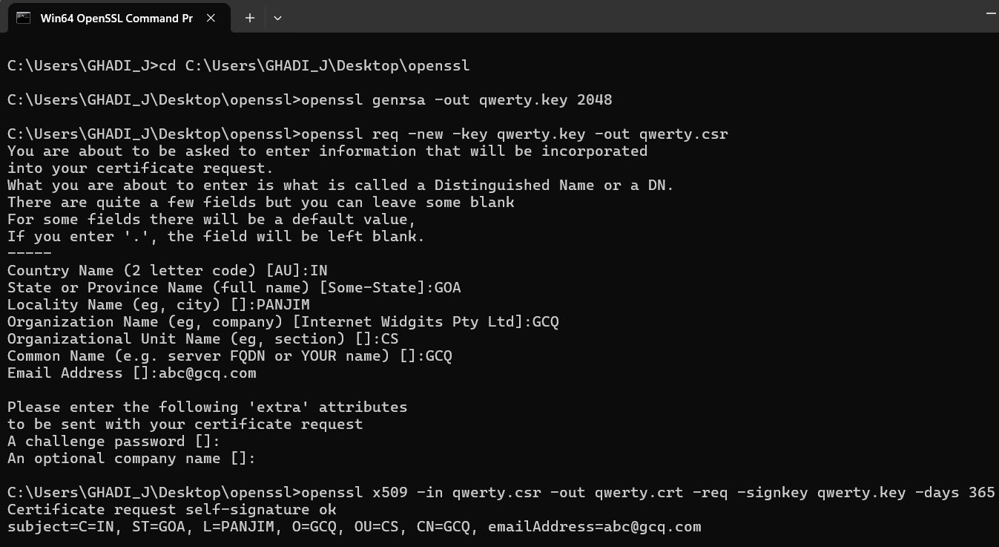 Win64 OpenSSL Command Pr
C:\Users\GHADI_J>cd C:\Users\GHADI_J\Desktop\openssl
C:\Users\GHADI_J\Desktop\openssl>openssl genrsa -out qwerty.key 2048
C:\Users\GHADI_J\Desktop\openssl>openssl req -new -key qwerty.key -out qwerty.csr
You are about to be asked to enter information that will be incorporated
into your certificate request.
What you are about to enter is what is called a Distinguished Name or a DN.
There are quite a few fields but you can leave some blank
For some fields there will be a default value,
If you enter '.', the field will be left blank.
-----
Country Name (2 letter code) [AU]:IN
State or Province Name (full name) [Some-State]:GOA
Locality Name (eg, city) []:PANJIM
Organization Name (eg, company) [Internet Widgits Pty Ltd]:GCQ
Organizational Unit Name (eg, section) []:CS
Common Name (e.g. server FQDN or YOUR name) []:GCQ
Email Address []:abc@gcq.com
Please enter the following 'extra' attributes
to be sent with your certificate request
A challenge password []:
An optional company name []:
C:\Users\GHADI_J\Desktop\openssl>openssl x509 -in qwerty.csr -out qwerty.crt -req -signkey qwerty.key -days 365
Certificate request self-signature ok
subject=C=IN, ST=GOA, L=PANJIM, O=GCQ, OU=CS, CN=GCQ, emailAddress=abc@gcq.com